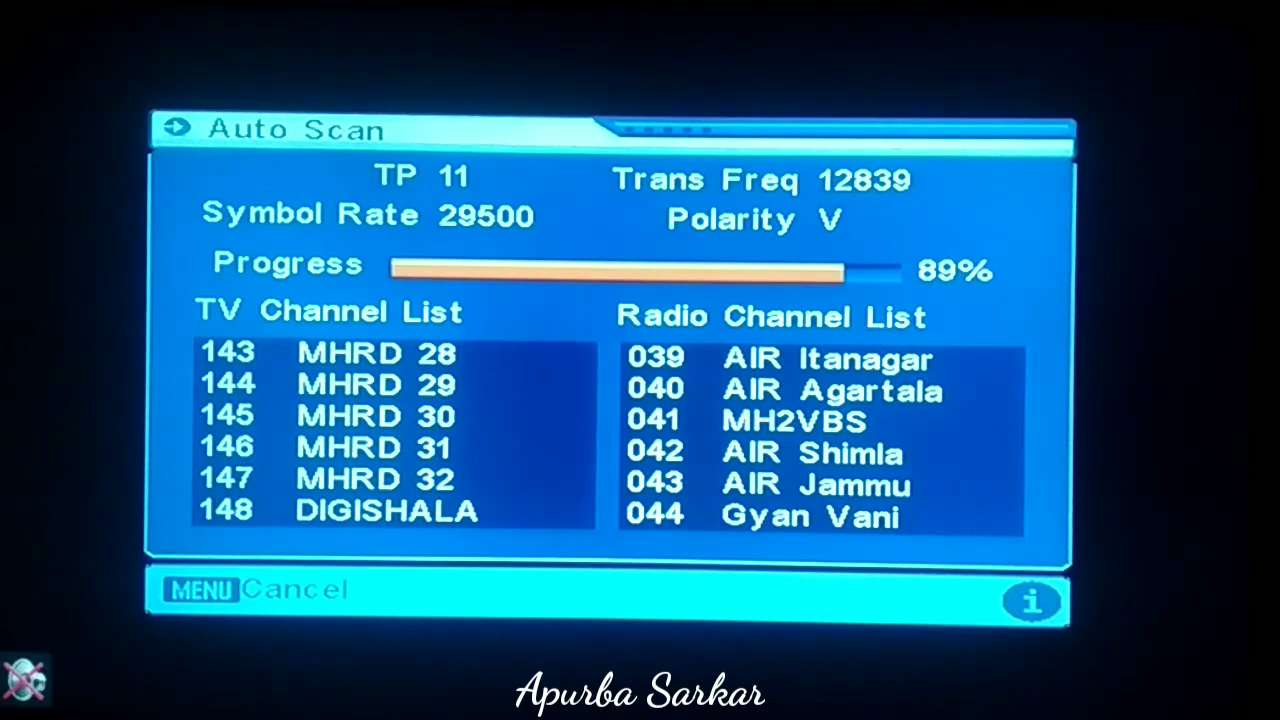 Auto Scan
TP 11 Trans Freq 12839
Symbol Rate 29500 Polarity V
Progress 89%
TV Channel List Radio Channel List
143 MHRD 28 039 AIR Itanagar
144 MHRD 29 040 AIR Agartala
145 MHRD 30 041 MH2VBS
146 MHRD 31 042 AIR Shimla
147 MHRD 32 043 AIR Jammu
148 DIGISHALA 044 Gyan Vani
MENU Cancel i
Apurba Sarkar